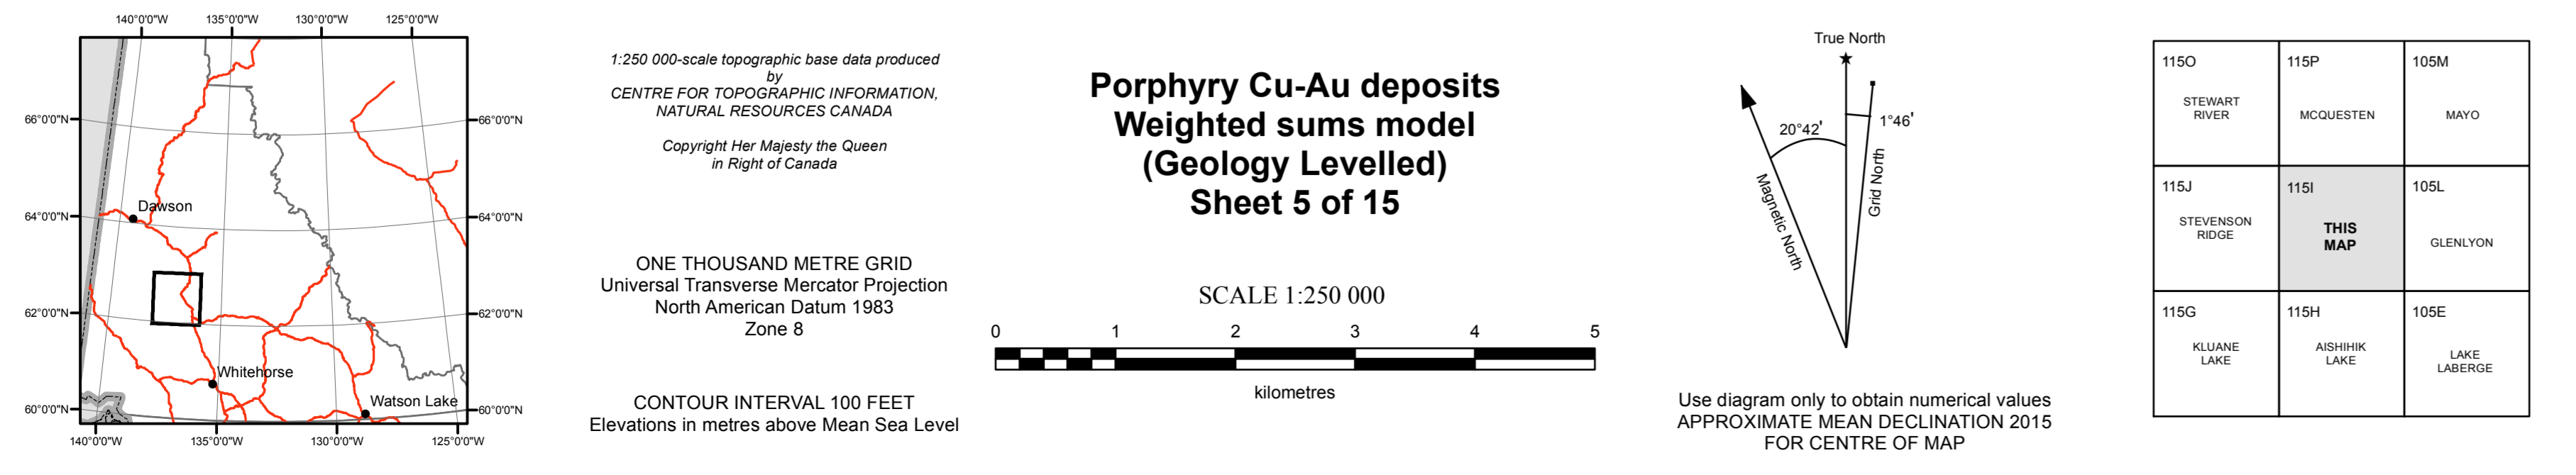 140°0'0"W 135°0'0"W 130°0'0"W 125°0'0"W
66°0'0"N 66°0'0"N
Dawson
64°0'0"N 64°0'0"N
62°0'0"N 62°0'0"N
Whitehorse
Watson Lake
60°0'0"N 60°0'0"N
140°0'0"W 135°0'0"W 130°0'0"W 125°0'0"W
1:250 000-scale topographic base data produced
by
CENTRE FOR TOPOGRAPHIC INFORMATION,
NATURAL RESOURCES CANADA
Copyright Her Majesty the Queen
in Right of Canada
ONE THOUSAND METRE GRID
Universal Transverse Mercator Projection
North American Datum 1983
Zone 8
CONTOUR INTERVAL 100 FEET
Elevations in metres above Mean Sea Level
Porphyry Cu-Au deposits
Weighted sums model
(Geology Levelled)
Sheet 5 of 15
SCALE 1:250 000
0 1 2 3 4 5
kilometres
True North
20°42'
1°46'
Magnetic North
Grid North
Use diagram only to obtain numerical values
APPROXIMATE MEAN DECLINATION 2015
FOR CENTRE OF MAP
115O
STEWART
RIVER
115P
MCQUESTEN
105M
MAYO
115J
STEVENSON
RIDGE
115I
THIS
MAP
105L
GLENLYON
115G
KLUANE
LAKE
115H
AISHIHIK
LAKE
105E
LAKE
LABERGE